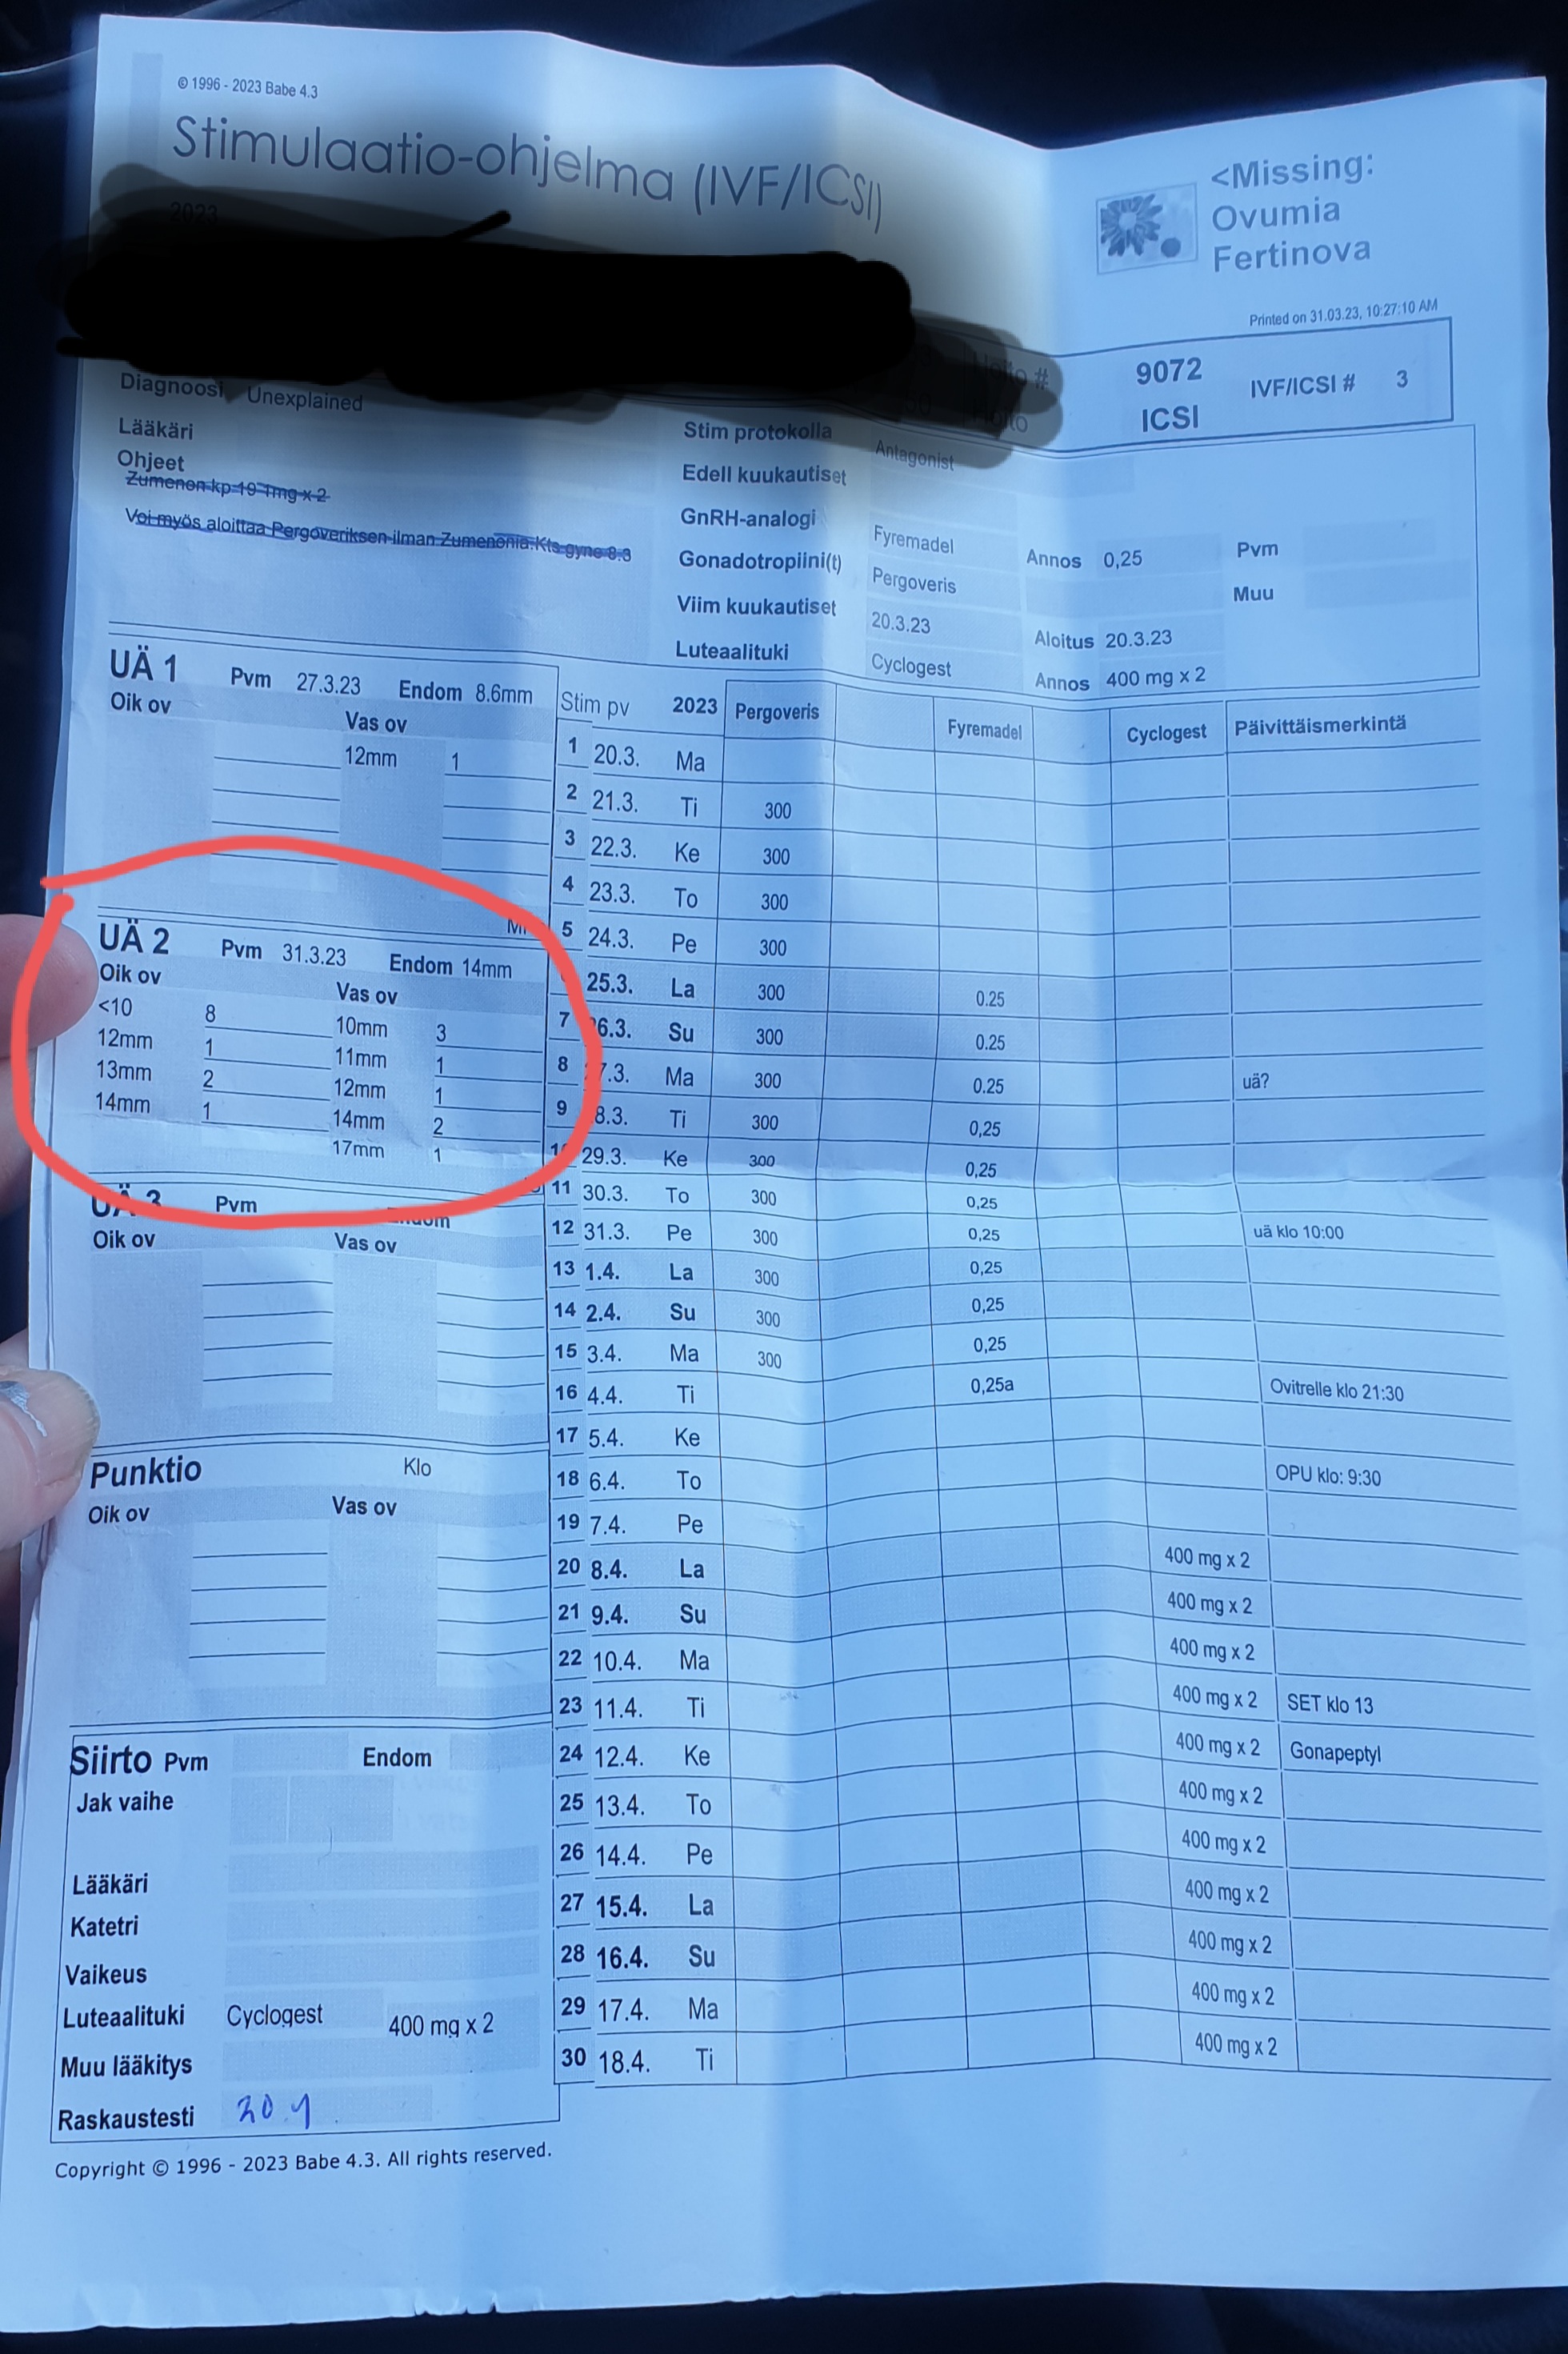 © 1996 - 2023 Babe 4.3
Stimulaatio-ohjelma (IVF/ICSI)
2023
<Missing:
Ovumia
Fertinova
Printed on 31.03.23, 10:27:10 AM
9072 IVF/ICSI # 3
ICSI
Diagnoosi Unexplained
Lääkäri
Ohjeet
Zumenon kp 19 1mg x 2
Voi myös aloittaa Pergoveriksen ilman Zumenonia.Kts gyne 8.3
Stim protokolla Antagonist
Edell kuukautiset
GnRH-analogi Fyremadel Annos 0,25 Pvm
Gonadotropiini(t) Pergoveris Muu
Viim kuukautiset 20.3.23 Aloitus 20.3.23
Luteaalituki Cyclogest Annos 400 mg x 2
UÄ 1 Pvm 27.3.23 Endom 8.6mm
Oik ov Vas ov
12mm 1
UÄ 2 Pvm 31.3.23 Endom 14mm
Oik ov Vas ov
<10 8 10mm 3
12mm 1 11mm 1
13mm 2 12mm 1
14mm 1 14mm 2
17mm 1
UÄ 3 Pvm Endom
Oik ov Vas ov
Punktio Klo
Oik ov Vas ov
Siirto Pvm Endom
Jak vaihe
Lääkäri
Katetri
Vaikeus
Luteaalituki Cyclogest 400 mg x 2
Muu lääkitys
Raskaustesti
Stim pv 2023 Pergoveris Fyremadel Cyclogest Päivittäismerkintä
1 20.3. Ma
2 21.3. Ti 300
3 22.3. Ke 300
4 23.3. To 300
5 24.3. Pe 300
25.3. La 300 0.25
7 6.3. Su 300 0.25
8 7.3. Ma 300 0.25 uä?
9 8.3. Ti 300 0,25
10 29.3. Ke 300 0,25
11 30.3. To 300 0,25
12 31.3. Pe 300 0,25 uä klo 10:00
13 1.4. La 300 0,25
14 2.4. Su 300 0,25
15 3.4. Ma 300 0,25
16 4.4. Ti 0,25a Ovitrelle klo 21:30
17 5.4. Ke
18 6.4. To OPU klo: 9:30
19 7.4. Pe
20 8.4. La 400 mg x 2
21 9.4. Su 400 mg x 2
22 10.4. Ma 400 mg x 2
23 11.4. Ti 400 mg x 2 SET klo 13
24 12.4. Ke 400 mg x 2 Gonapeptyl
25 13.4. To 400 mg x 2
26 14.4. Pe 400 mg x 2
27 15.4. La 400 mg x 2
28 16.4. Su 400 mg x 2
29 17.4. Ma 400 mg x 2
30 18.4. Ti 400 mg x 2
Copyright © 1996 - 2023 Babe 4.3. All rights reserved.